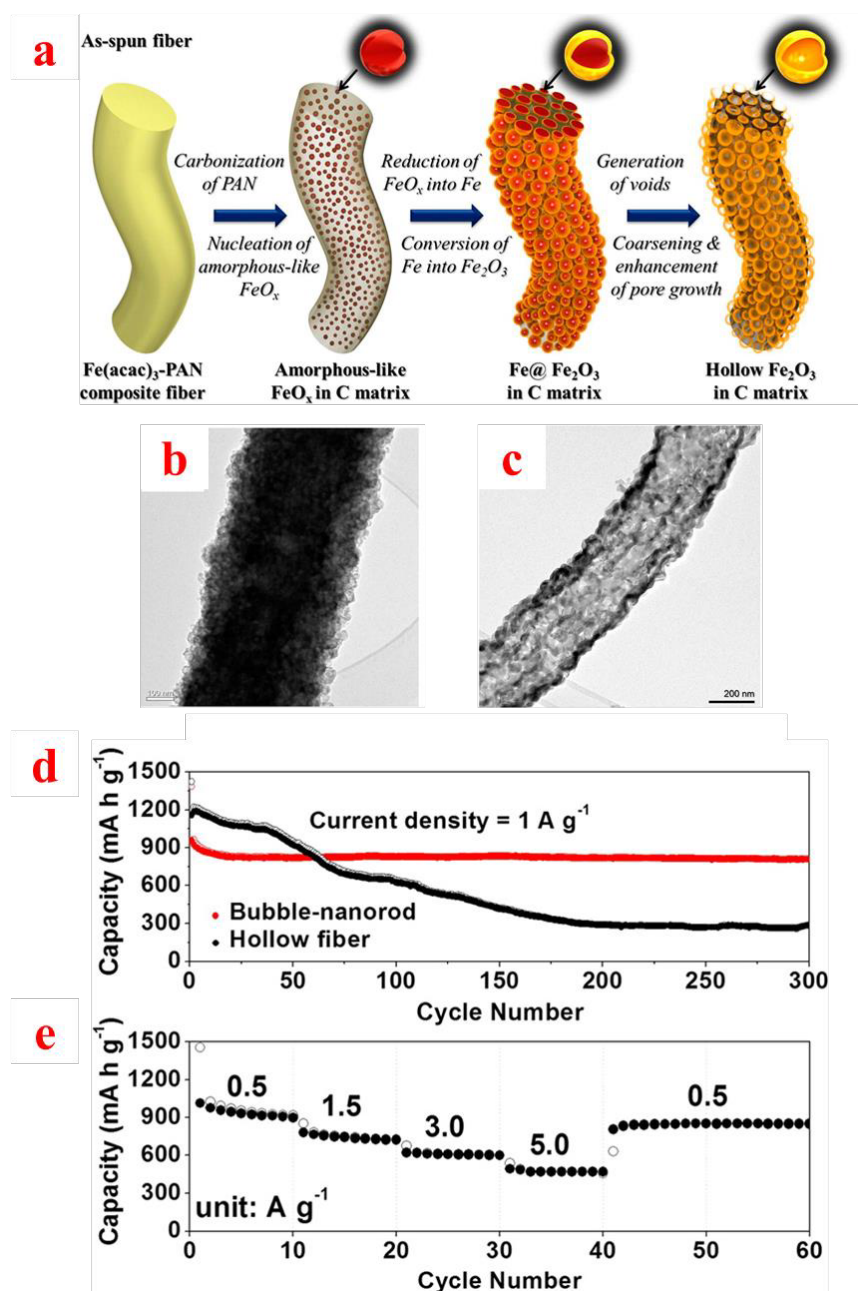 a
As-spun fiber
Carbonization
of PAN
Nucleation of
amorphous-like
FeOₓ
Reduction of
FeOₓ into Fe
Conversion of
Fe into Fe₂O₃
Generation
of voids
Coarsening &
enhancement
of pore growth
Fe(acac)₃-PAN
composite fiber
Amorphous-like
FeOₓ in C matrix
Fe@ Fe₂O₃
in C matrix
Hollow Fe₂O₃
in C matrix
b
100 nm
c
200 nm
d
Capacity (mA h g⁻¹)
1500
1200
900
600
300
0
Current density = 1 A g⁻¹
Bubble-nanorod
Hollow fiber
0 50 100 150 200 250 300
Cycle Number
e
Capacity (mA h g⁻¹)
1500
1200
900
600
300
0
0.5
1.5
3.0
5.0
0.5
unit: A g⁻¹
0 10 20 30 40 50 60
Cycle Number